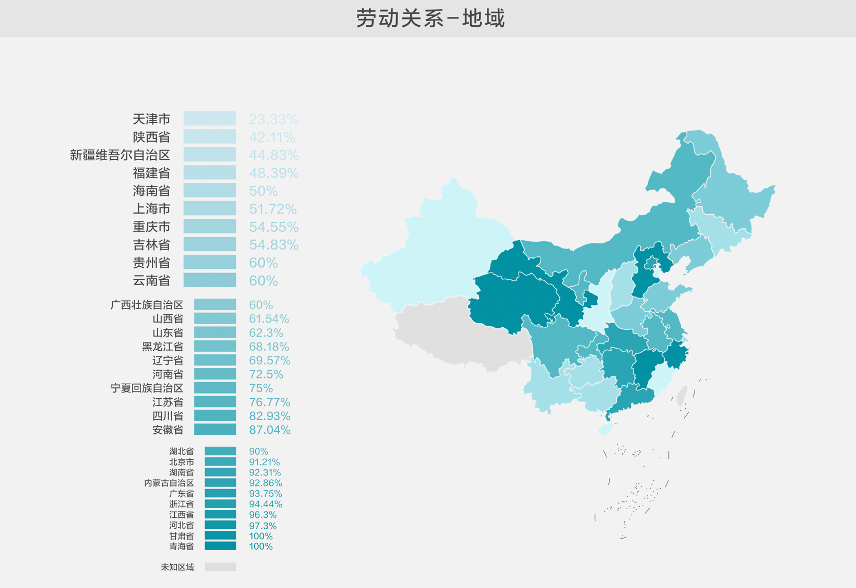 劳动关系-地域
天津市 23.33%
陕西省 42.11%
新疆维吾尔自治区 44.83%
福建省 48.39%
海南省 50%
上海市 51.72%
重庆市 54.55%
吉林省 54.83%
贵州省 60%
云南省 60%
广西壮族自治区 60%
山西省 61.54%
山东省 62.3%
黑龙江省 68.18%
辽宁省 69.57%
河南省 72.5%
宁夏回族自治区 75%
江苏省 76.77%
四川省 82.93%
安徽省 87.04%
湖北省 90%
北京市 91.21%
湖南省 92.31%
内蒙古自治区 92.86%
广东省 93.75%
浙江省 94.44%
江西省 96.3%
河北省 97.3%
甘肃省 100%
青海省 100%
未知区域